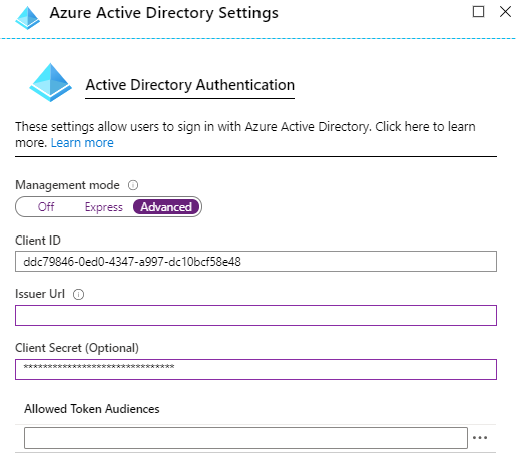 Azure Active Directory Settings
Active Directory Authentication
These settings allow users to sign in with Azure Active Directory. Click here to learn
more. Learn more
Management mode
Off Express Advanced
Client ID
ddc79846-0ed0-4347-a997-dc10bcf58e48
Issuer Url
Client Secret (Optional)
*******************************
Allowed Token Audiences